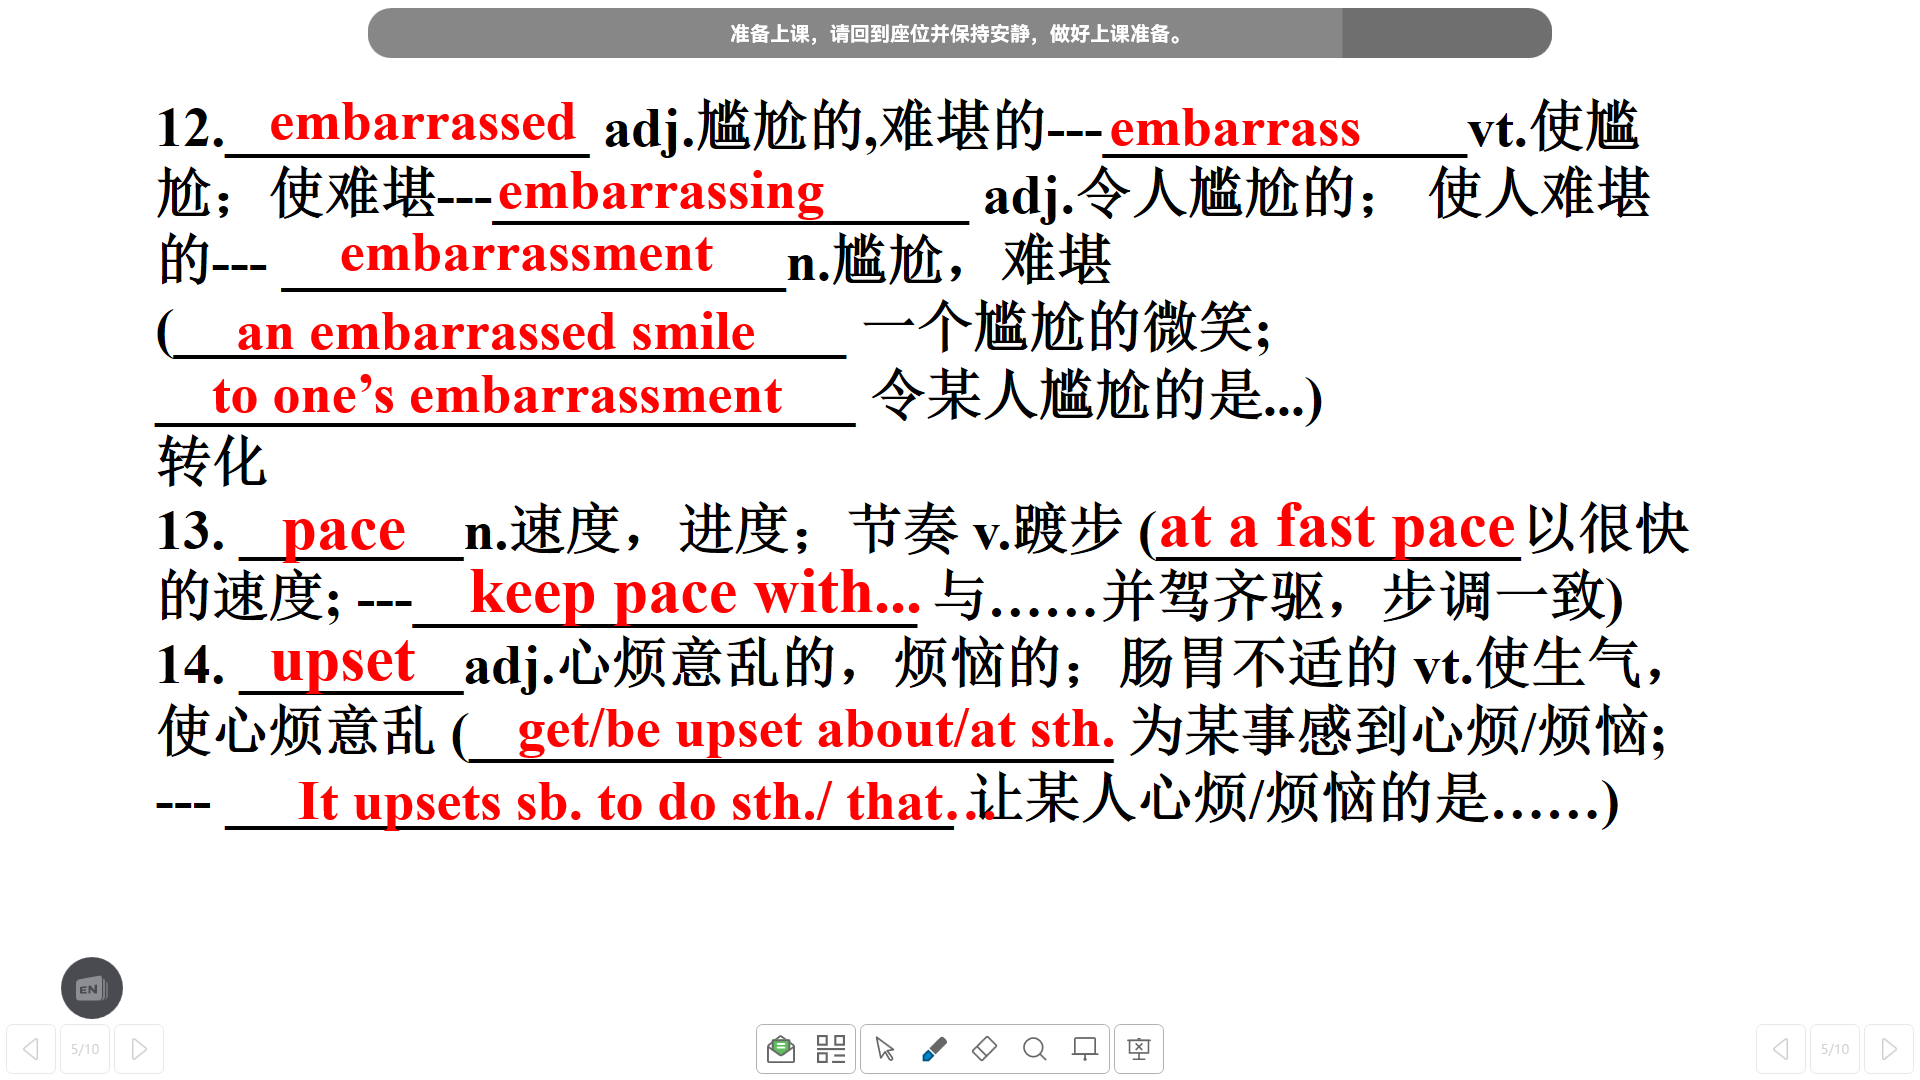 准备上课，请回到座位并保持安静，做好上课准备。
12. embarrassed adj.尴尬的,难堪的---embarrass vt.使尴
尬；使难堪---embarrassing adj.令人尴尬的； 使人难堪
的--- embarrassment n.尴尬，难堪
(an embarrassed smile 一个尴尬的微笑;
to one’s embarrassment 令某人尴尬的是...)
转化
13. pace n.速度，进度；节奏 v.踱步 (at a fast pace 以很快
的速度; ---keep pace with... 与……并驾齐驱，步调一致)
14. upset adj.心烦意乱的，烦恼的；肠胃不适的 vt.使生气，
使心烦意乱 (get/be upset about/at sth. 为某事感到心烦/烦恼;
--- It upsets sb. to do sth./ that… 让某人心烦/烦恼的是……)
EN
5/10
5/10